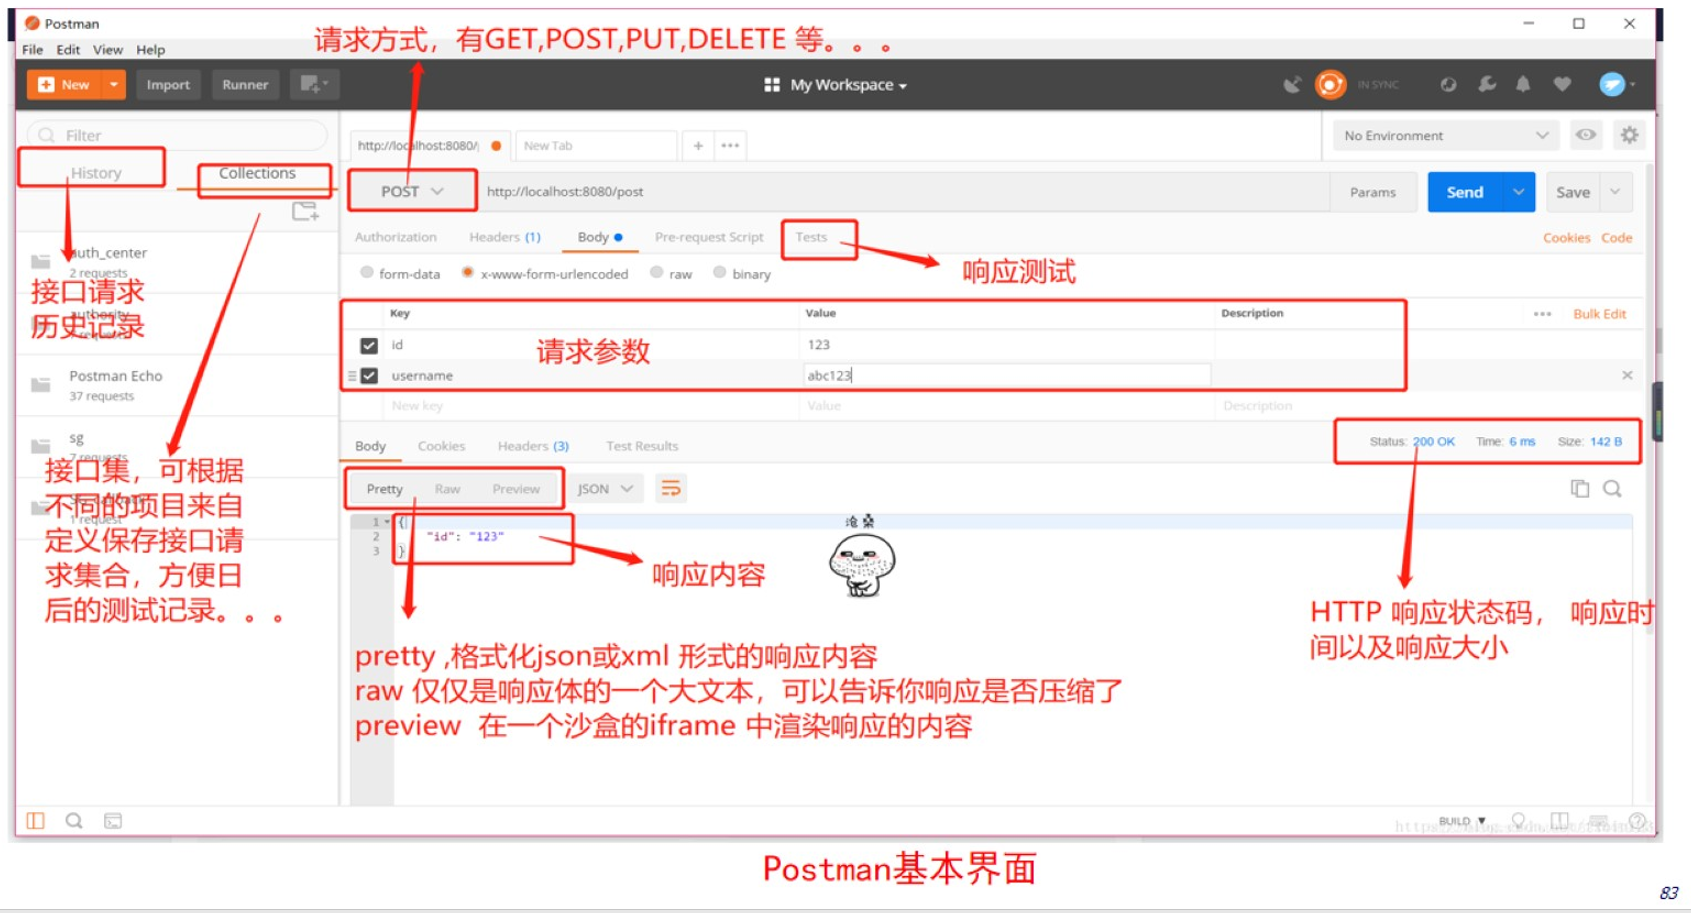 Postman
File Edit View Help
请求方式，有GET,POST,PUT,DELETE 等。。。
New Import Runner My Workspace IN SYNC
Filter
http://localhost:8080/ New Tab + ••• No Environment
History Collections
POST http://localhost:8080/post Params Send Save
Authorization Headers (1) Body Pre-request Script Tests Cookies Code
auth_center
2 requests
form-data x-www-form-urlencoded raw binary
响应测试
接口请求
历史记录
authority
Key Value Description ••• Bulk Edit
id 123
请求参数
username abc123
New key Value Description
Postman Echo
37 requests
sg
7 requests
1 request
接口集，可根据
不同的项目来自
定义保存接口请
求集合，方便日
后的测试记录。。。
Body Cookies Headers (3) Test Results
Status: 200 OK Time: 6 ms Size: 142 B
Pretty Raw Preview JSON
1 {
2 "id": "123"
3 }
沧桑
响应内容
HTTP 响应状态码， 响应时
间以及响应大小
pretty ,格式化json或xml 形式的响应内容
raw 仅仅是响应体的一个大文本，可以告诉你响应是否压缩了
preview 在一个沙盒的iframe 中渲染响应的内容
BUILD
Postman基本界面
83